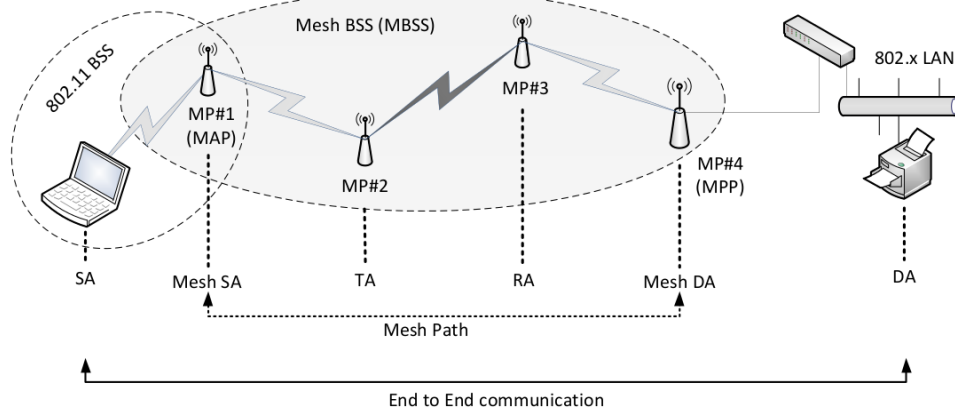 Mesh BSS (MBSS)
802.11 BSS
802.x LAN
MP#1
(MAP)
MP#2
MP#3
MP#4
(MPP)
SA
Mesh SA
TA
RA
Mesh DA
DA
Mesh Path
End to End communication